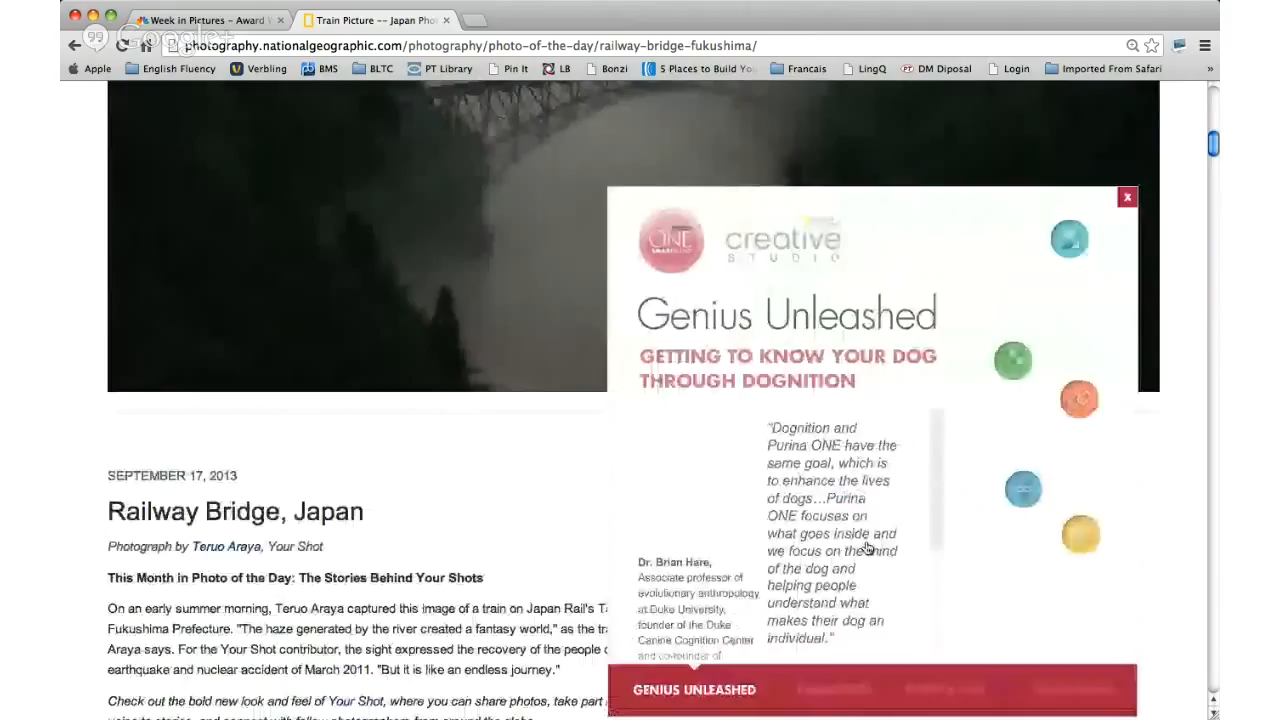 Week in Pictures – Award
Train Picture -- Japan Pho
Google+
photography.nationalgeographic.com/photography/photo-of-the-day/railway-bridge-fukushima/
Apple English Fluency Verbling BMS BLTC PT Library Pin It LB Bonzi 5 Places to Build Yo Francais LingQ DM Diposal Login Imported From Safari »
x
ONE
creative
STUDIO
Genius Unleashed
GETTING TO KNOW YOUR DOG
THROUGH DOGNITION
"Dognition and
Purina ONE have the
same goal, which is
to enhance the lives
of dogs...Purina
ONE focuses on
what goes inside and
we focus on the mind
of the dog and
helping people
understand what
makes their dog an
individual."
Dr. Brian Hare,
Associate professor of
evolutionary anthropology
at Duke University,
founder of the Duke
Canine Cognition Center
and co-founder of
GENIUS UNLEASHED
SEPTEMBER 17, 2013
Railway Bridge, Japan
Photograph by Teruo Araya, Your Shot
This Month in Photo of the Day: The Stories Behind Your Shots
On an early summer morning, Teruo Araya captured this image of a train on Japan Rail's T
Fukushima Prefecture. "The haze generated by the river created a fantasy world," as the tr
Araya says. For the Your Shot contributor, the sight expressed the recovery of the people
earthquake and nuclear accident of March 2011. "But it is like an endless journey."
Check out the bold new look and feel of Your Shot, where you can share photos, take part